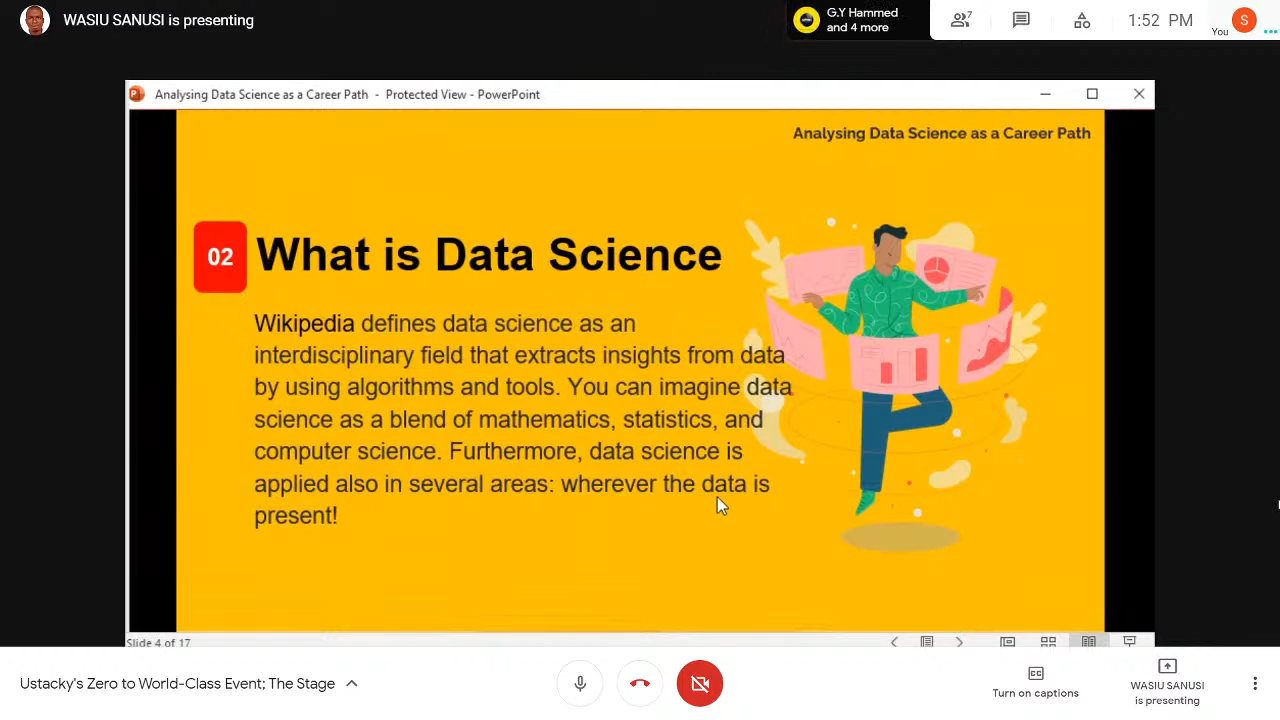 WASIU SANUSI is presenting
G.Y Hammed
and 4 more
7
1:52 PM
You
S
Analysing Data Science as a Career Path - Protected View - PowerPoint
Analysing Data Science as a Career Path
02
What is Data Science
Wikipedia defines data science as an
interdisciplinary field that extracts insights from data
by using algorithms and tools. You can imagine data
science as a blend of mathematics, statistics, and
computer science. Furthermore, data science is
applied also in several areas: wherever the data is
present!
Slide 4 of 17
Ustacky's Zero to World-Class Event; The Stage
CC
Turn on captions
WASIU SANUSI
is presenting